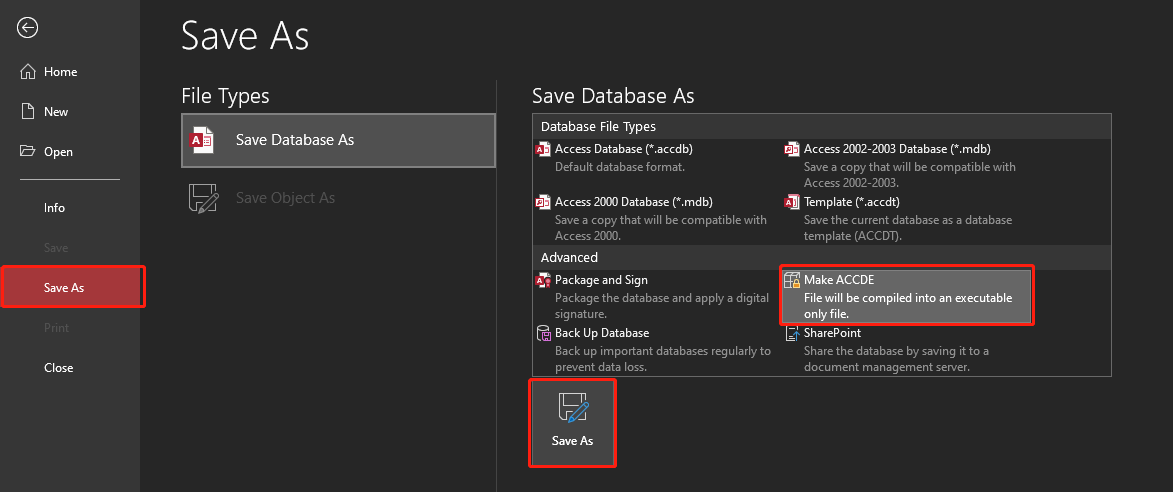 Save As
Home
New
Open
Info
Save
Save As
Print
Close
File Types
Save Database As
Save Object As
Save Database As
Database File Types
Access Database (*.accdb)
Default database format.
Access 2002-2003 Database (*.mdb)
Save a copy that will be compatible with
Access 2002-2003.
Access 2000 Database (*.mdb)
Save a copy that will be compatible with
Access 2000.
Template (*.accdt)
Save the current database as a database
template (ACCDT).
Advanced
Package and Sign
Package the database and apply a digital
signature.
Make ACCDE
File will be compiled into an executable
only file.
Back Up Database
Back up important databases regularly to
prevent data loss.
SharePoint
Share the database by saving it to a
document management server.
Save As